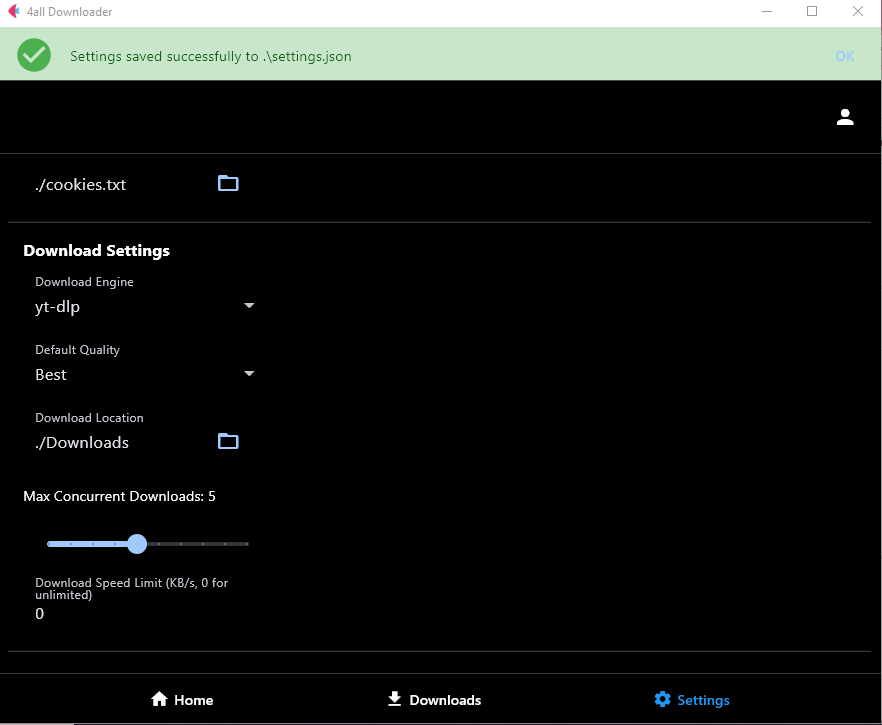 4all Downloader
Settings saved successfully to .\settings.json
OK
./cookies.txt
Download Settings
Download Engine
yt-dlp
Default Quality
Best
Download Location
./Downloads
Max Concurrent Downloads: 5
Download Speed Limit (KB/s, 0 for
unlimited)
0
Home
Downloads
Settings